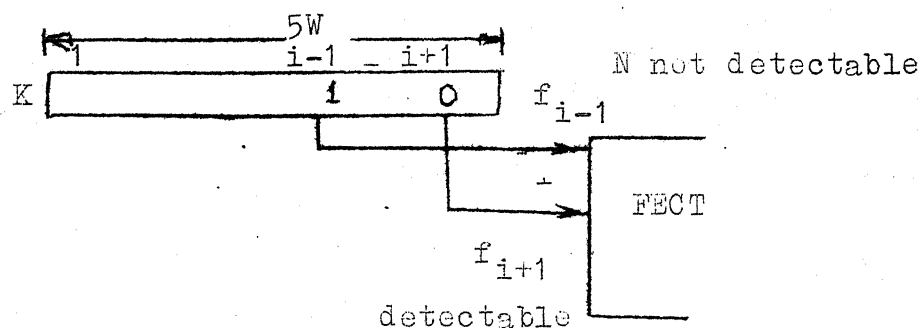 5W
1 i-1 _ i+1
N not detectable
K 1 0
f i-1
FECT
f i+1
detectable